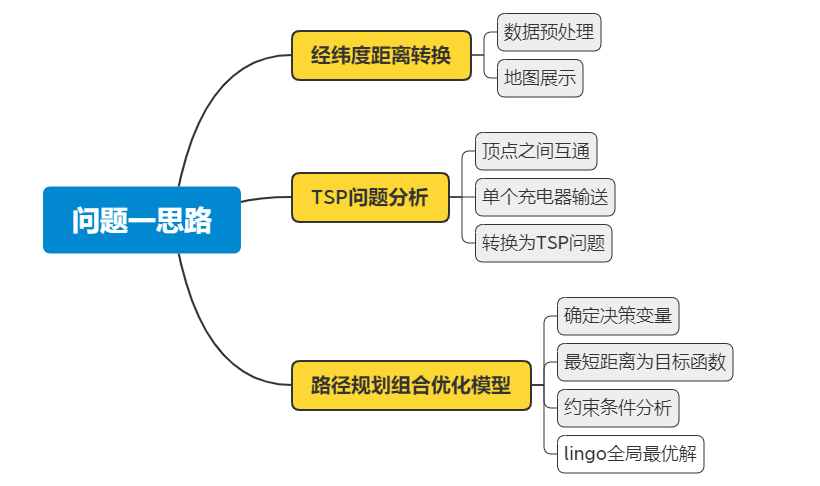 问题一思路
经纬度距离转换
数据预处理
地图展示
TSP问题分析
顶点之间互通
单个充电器输送
转换为TSP问题
路径规划组合优化模型
确定决策变量
最短距离为目标函数
约束条件分析
lingo全局最优解